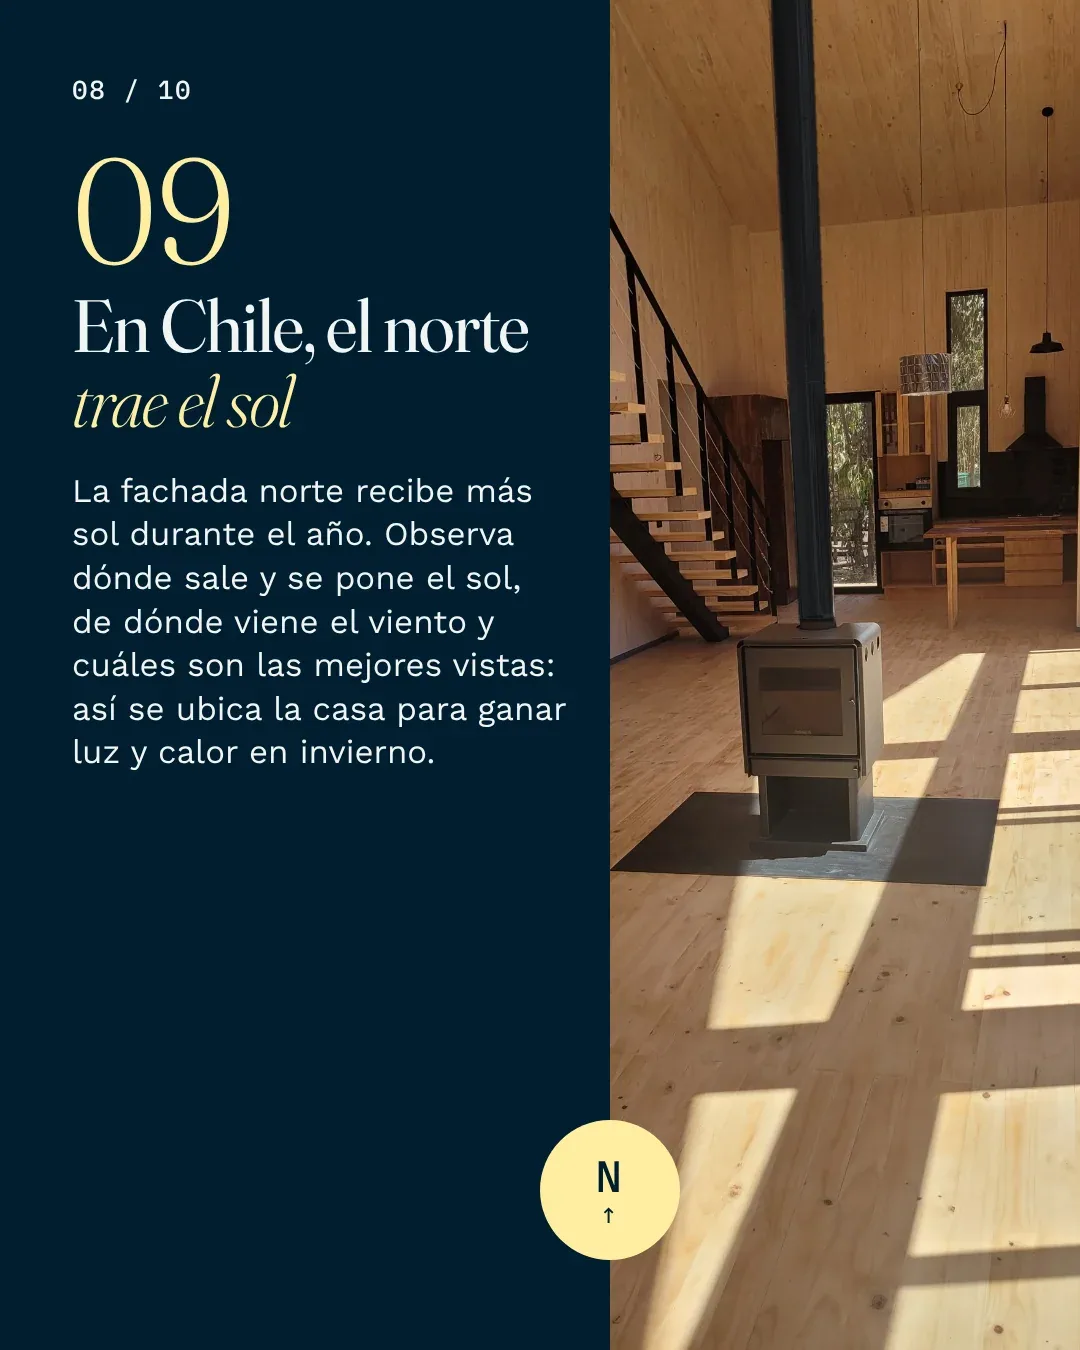 08 / 10
09
En Chile, el norte
trae el sol
La fachada norte recibe más
sol durante el año. Observa
dónde sale y se pone el sol,
de dónde viene el viento y
cuáles son las mejores vistas:
así se ubica la casa para ganar
luz y calor en invierno.
N
↑